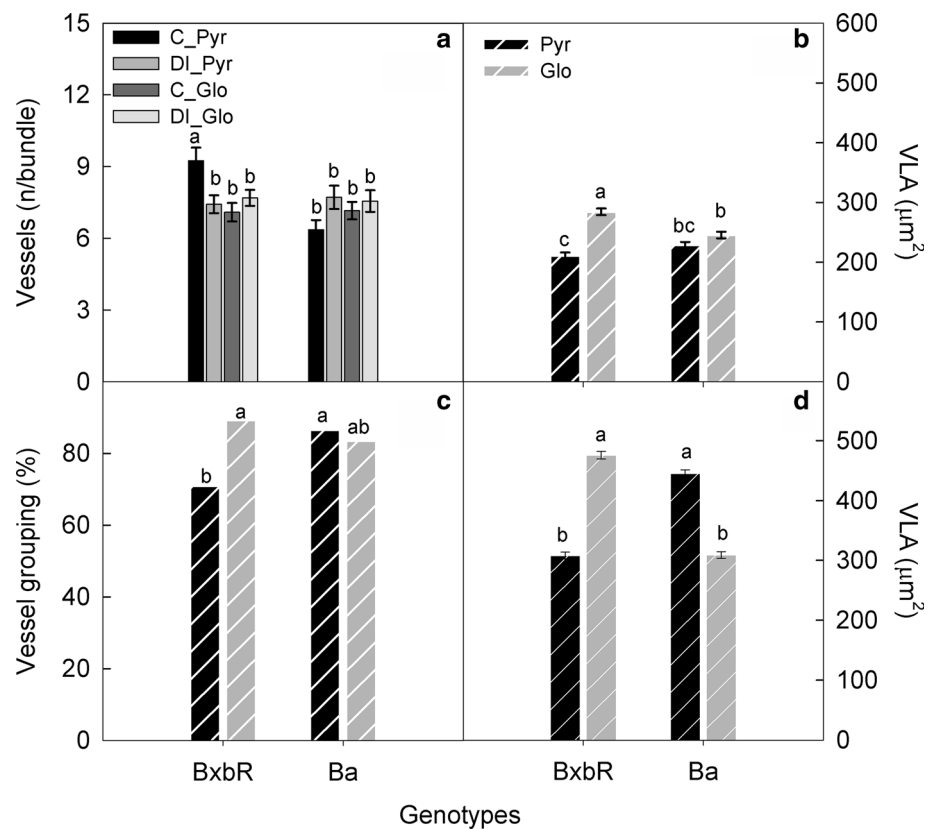 a
C_Pyr
DI_Pyr
C_Glo
DI_Glo
15
12
9
6
3
0
Vessels (n/bundle)
a
b
b
b
b
b
b
b
b
Pyr
Glo
600
500
400
300
200
100
0
VLA (μm²)
c
a
bc
b
c
80
60
40
20
0
Vessel grouping (%)
b
a
a
ab
BxbR
Ba
d
500
400
300
200
100
0
VLA (μm²)
b
a
a
b
BxbR
Ba
Genotypes